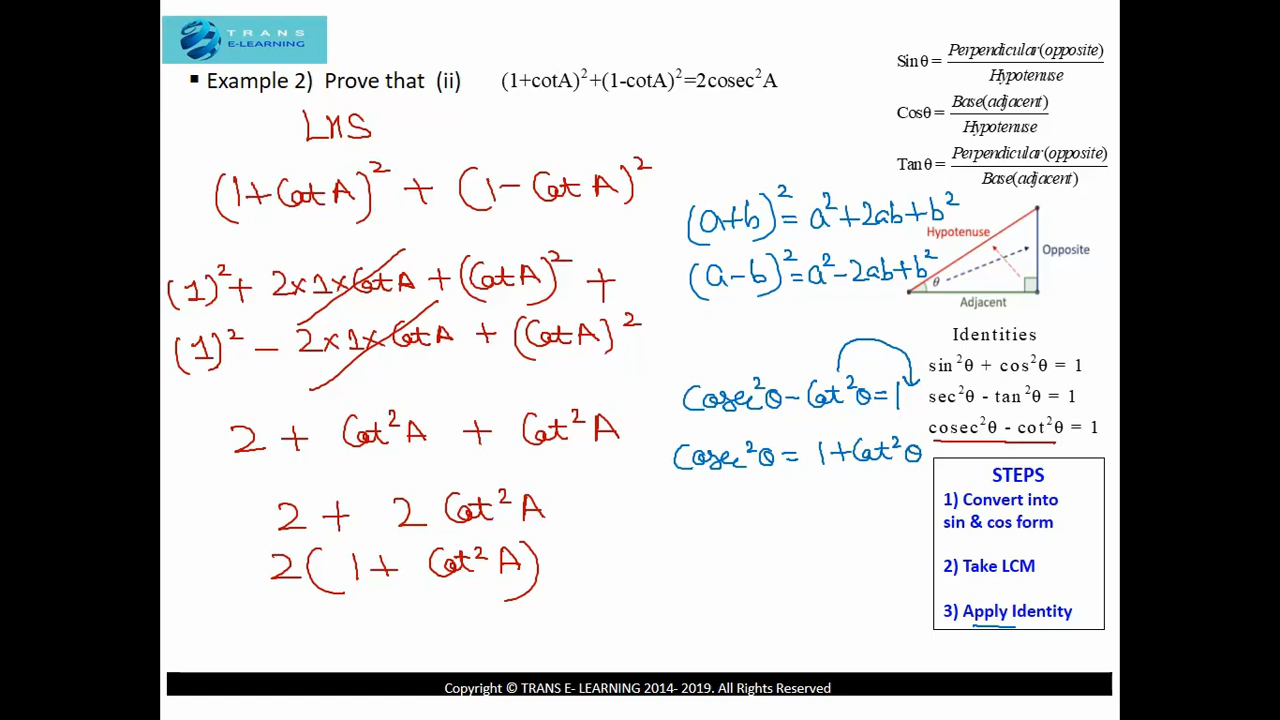 TRANS
E-LEARNING
▪ Example 2) Prove that (ii) (1+cotA)²+(1-cotA)²=2cosec²A
LHS
(1+CotA)² + (1-CotA)²
(1)² + 2×1×CotA + (CotA)² +
(1)² - 2×1×CotA + (CotA)²
2 + Cot²A + Cot²A
2 + 2 Cot²A
2(1 + Cot²A)
(a+b)² = a²+2ab+b²
(a-b)² = a²-2ab+b²
Cosec²θ-Cot²θ=1
Cosec²θ = 1+Cot²θ
Sinθ = Perpendicular(opposite)
Hypotenuse
Cosθ = Base(adjacent)
Hypotenuse
Tanθ = Perpendicular(opposite)
Base(adjacent)
Hypotenuse
Opposite
θ
Adjacent
Identities
sin²θ + cos²θ = 1
sec²θ - tan²θ = 1
cosec²θ - cot²θ = 1
STEPS
1) Convert into
sin & cos form
2) Take LCM
3) Apply Identity
Copyright © TRANS E- LEARNING 2014- 2019. All Rights Reserved